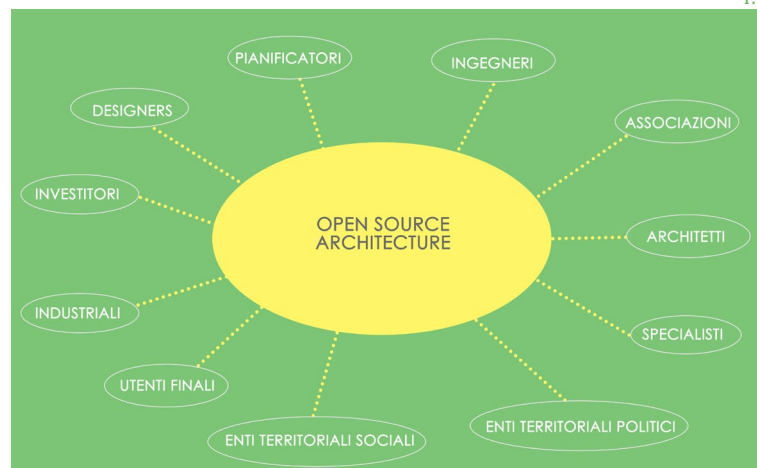 PIANIFICATORI
INGEGNERI
DESIGNERS
ASSOCIAZIONI
INVESTITORI
OPEN SOURCE
ARCHITECTURE
ARCHITETTI
INDUSTRIALI
SPECIALISTI
UTENTI FINALI
ENTI TERRITORIALI SOCIALI
ENTI TERRITORIALI POLITICI